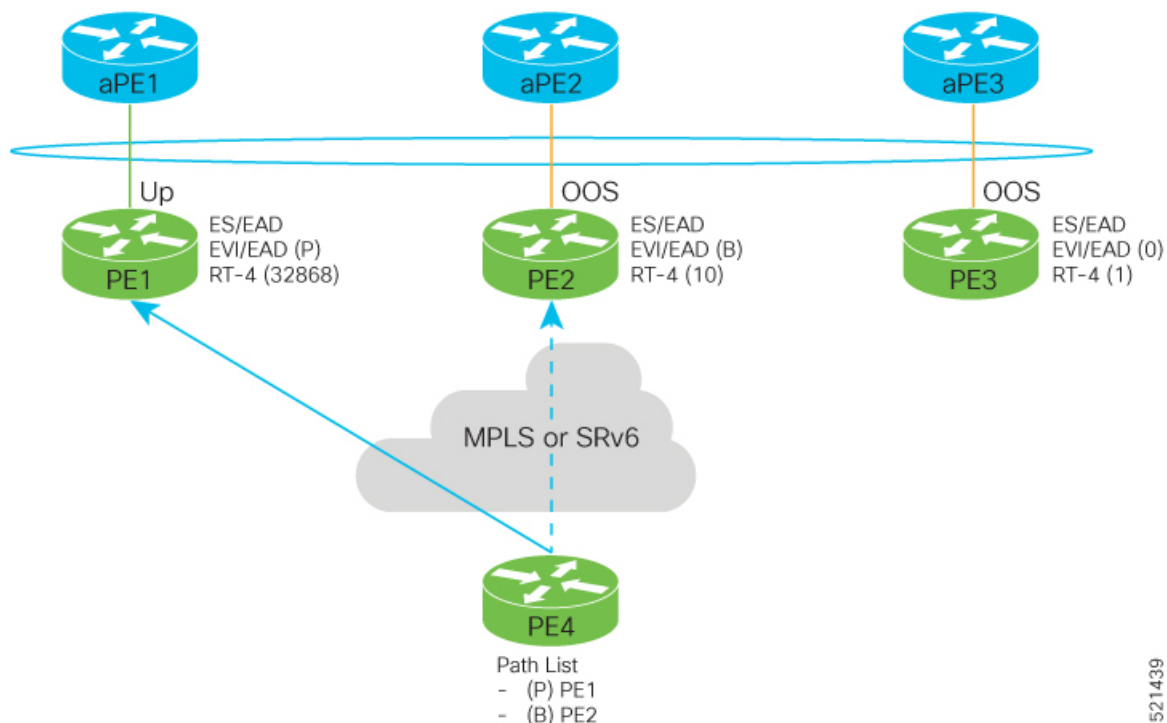 aPE1
aPE2
aPE3
Up
OOS
OOS
PE1
ES/EAD
EVI/EAD (P)
RT-4 (32868)
PE2
ES/EAD
EVI/EAD (B)
RT-4 (10)
PE3
ES/EAD
EVI/EAD (0)
RT-4 (1)
MPLS or SRv6
PE4
Path List
- (P) PE1
- (B) PE2
521439